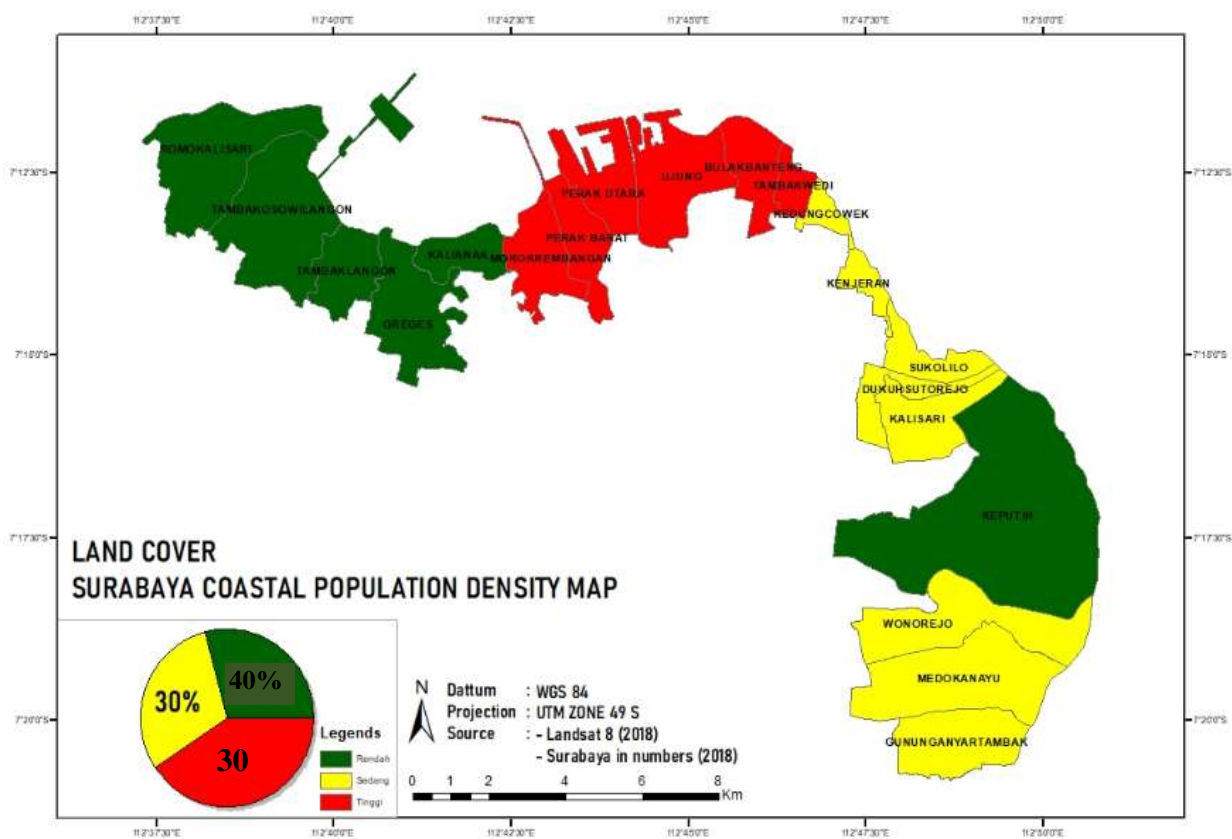 112°37'30"E 112°40'0"E 112°42'30"E 112°45'0"E 112°47'30"E 112°50'0"E
7°12'30"S 7°12'30"S
ROMOKALISARI
TAMBAKOSOWILANGON
TAMBAKLANGON
KALIANAK
GREGES
PERAK UTARA
PERAK BARAT
MOROKREMBANGAN
UJUNG
BULAKBANTENG
TAMBAKWEDI
KEDUNGCOWEK
KENJERAN
7°15'0"S 7°15'0"S
SUKOLILO
DUKUHSUTOREJO
KALISARI
KEPUTIH
7°17'30"S 7°17'30"S
WONOREJO
MEDOKANAYU
GUNUNGANYARTAMBAK
7°20'0"S 7°20'0"S
LAND COVER
SURABAYA COASTAL POPULATION DENSITY MAP
40%
30%
30
Legends
Rendah
Sedang
Tinggi
N
Dattum : WGS 84
Projection : UTM ZONE 49 S
Source : - Landsat 8 (2018)
- Surabaya in numbers (2018)
0 1 2 4 6 8
Km
112°37'30"E 112°40'0"E 112°42'30"E 112°45'0"E 112°47'30"E 112°50'0"E